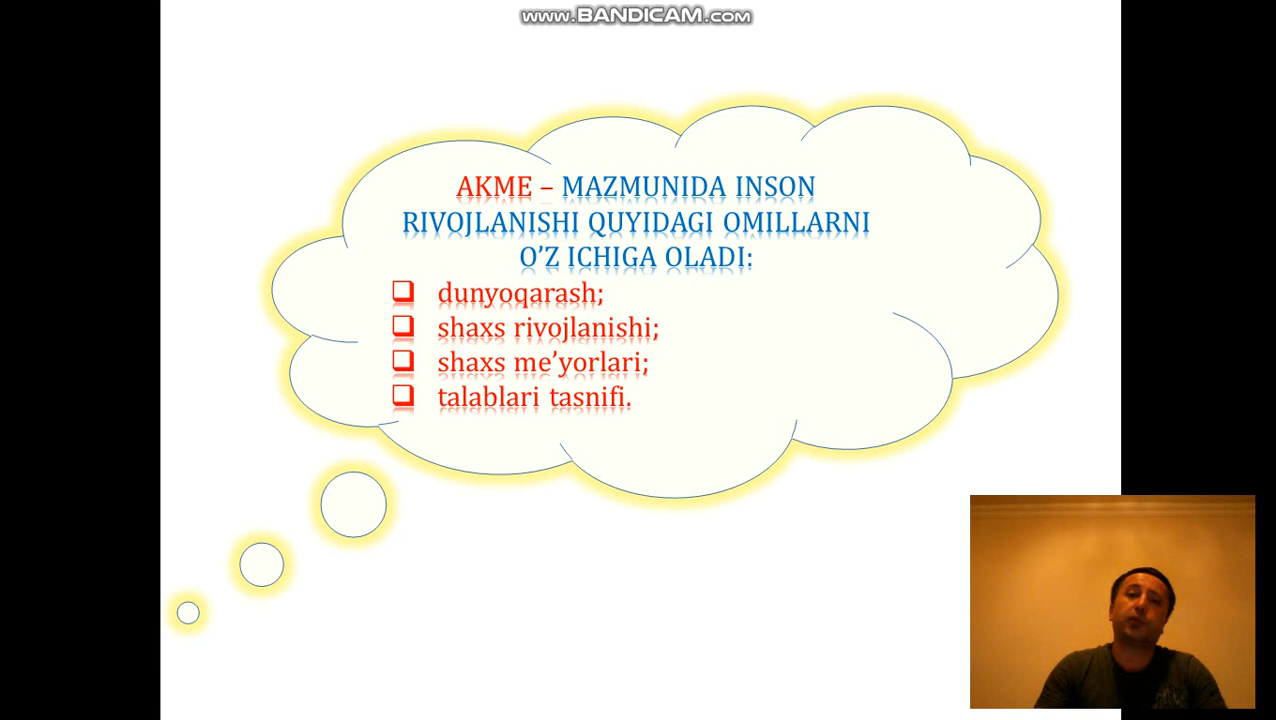 www.BANDICAM.com
AKME – MAZMUNIDA INSON
RIVOJLANISHI QUYIDAGI OMILLARNI
O’Z ICHIGA OLADI:
❑ dunyoqarash;
❑ shaxs rivojlanishi;
❑ shaxs me’yorlari;
❑ talablari tasnifi.